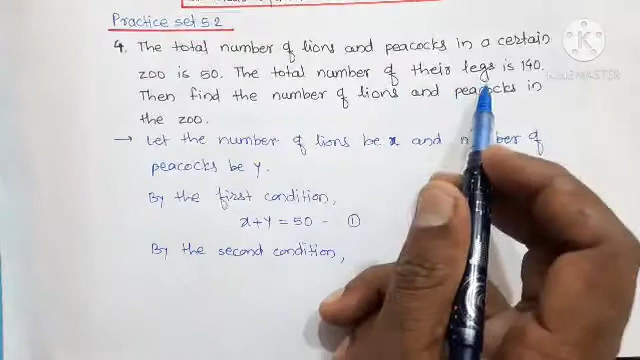 Practice set 5.2
4. The total number of lions and peacocks in a certain
zoo is 50. The total number of their legs is 140.
Then find the number of lions and peacocks in
the zoo.
→ Let the number of lions be x and of
peacocks be y.
By the first condition,
x+y = 50 - ①
By the second condition,
KINEMASTER